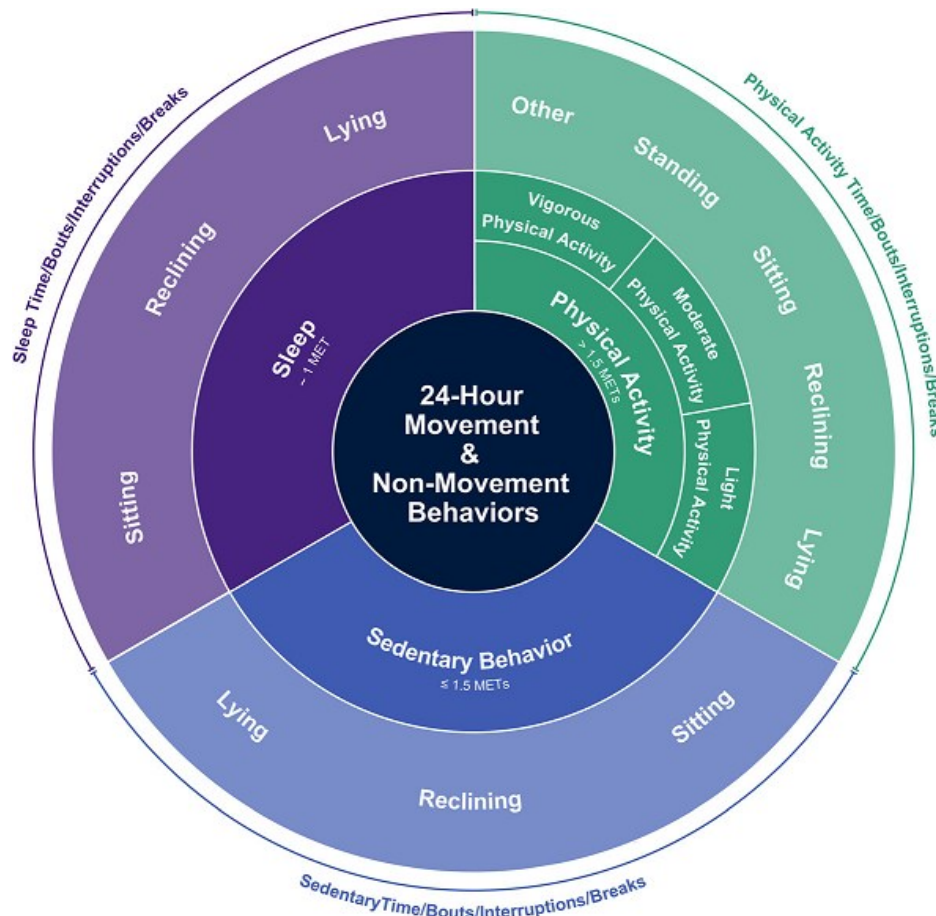 24-Hour
Movement
&
Non-Movement
Behaviors
Sleep
~ 1 MET
Lying
Reclining
Sitting
Sleep Time/Bouts/Interruptions/Breaks
Physical Activity
> 1.5 METs
Vigorous
Physical Activity
Moderate
Physical Activity
Light
Physical Activity
Other
Standing
Sitting
Reclining
Lying
Physical Activity Time/Bouts/Interruptions/Breaks
Sedentary Behavior
≤ 1.5 METs
Lying
Reclining
Sitting
SedentaryTime/Bouts/Interruptions/Breaks